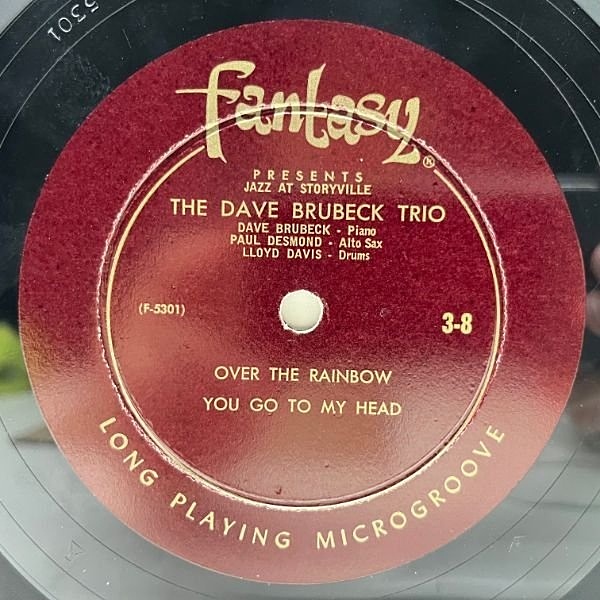 5301
Fantasy®
PRESENTS
JAZZ AT STORYVILLE
THE DAVE BRUBECK TRIO
DAVE BRUBECK - Piano
PAUL DESMOND - Alto Sax
LLOYD DAVIS - Drums
(F-5301)
3-8
OVER THE RAINBOW
YOU GO TO MY HEAD
LONG PLAYING MICROGROOVE